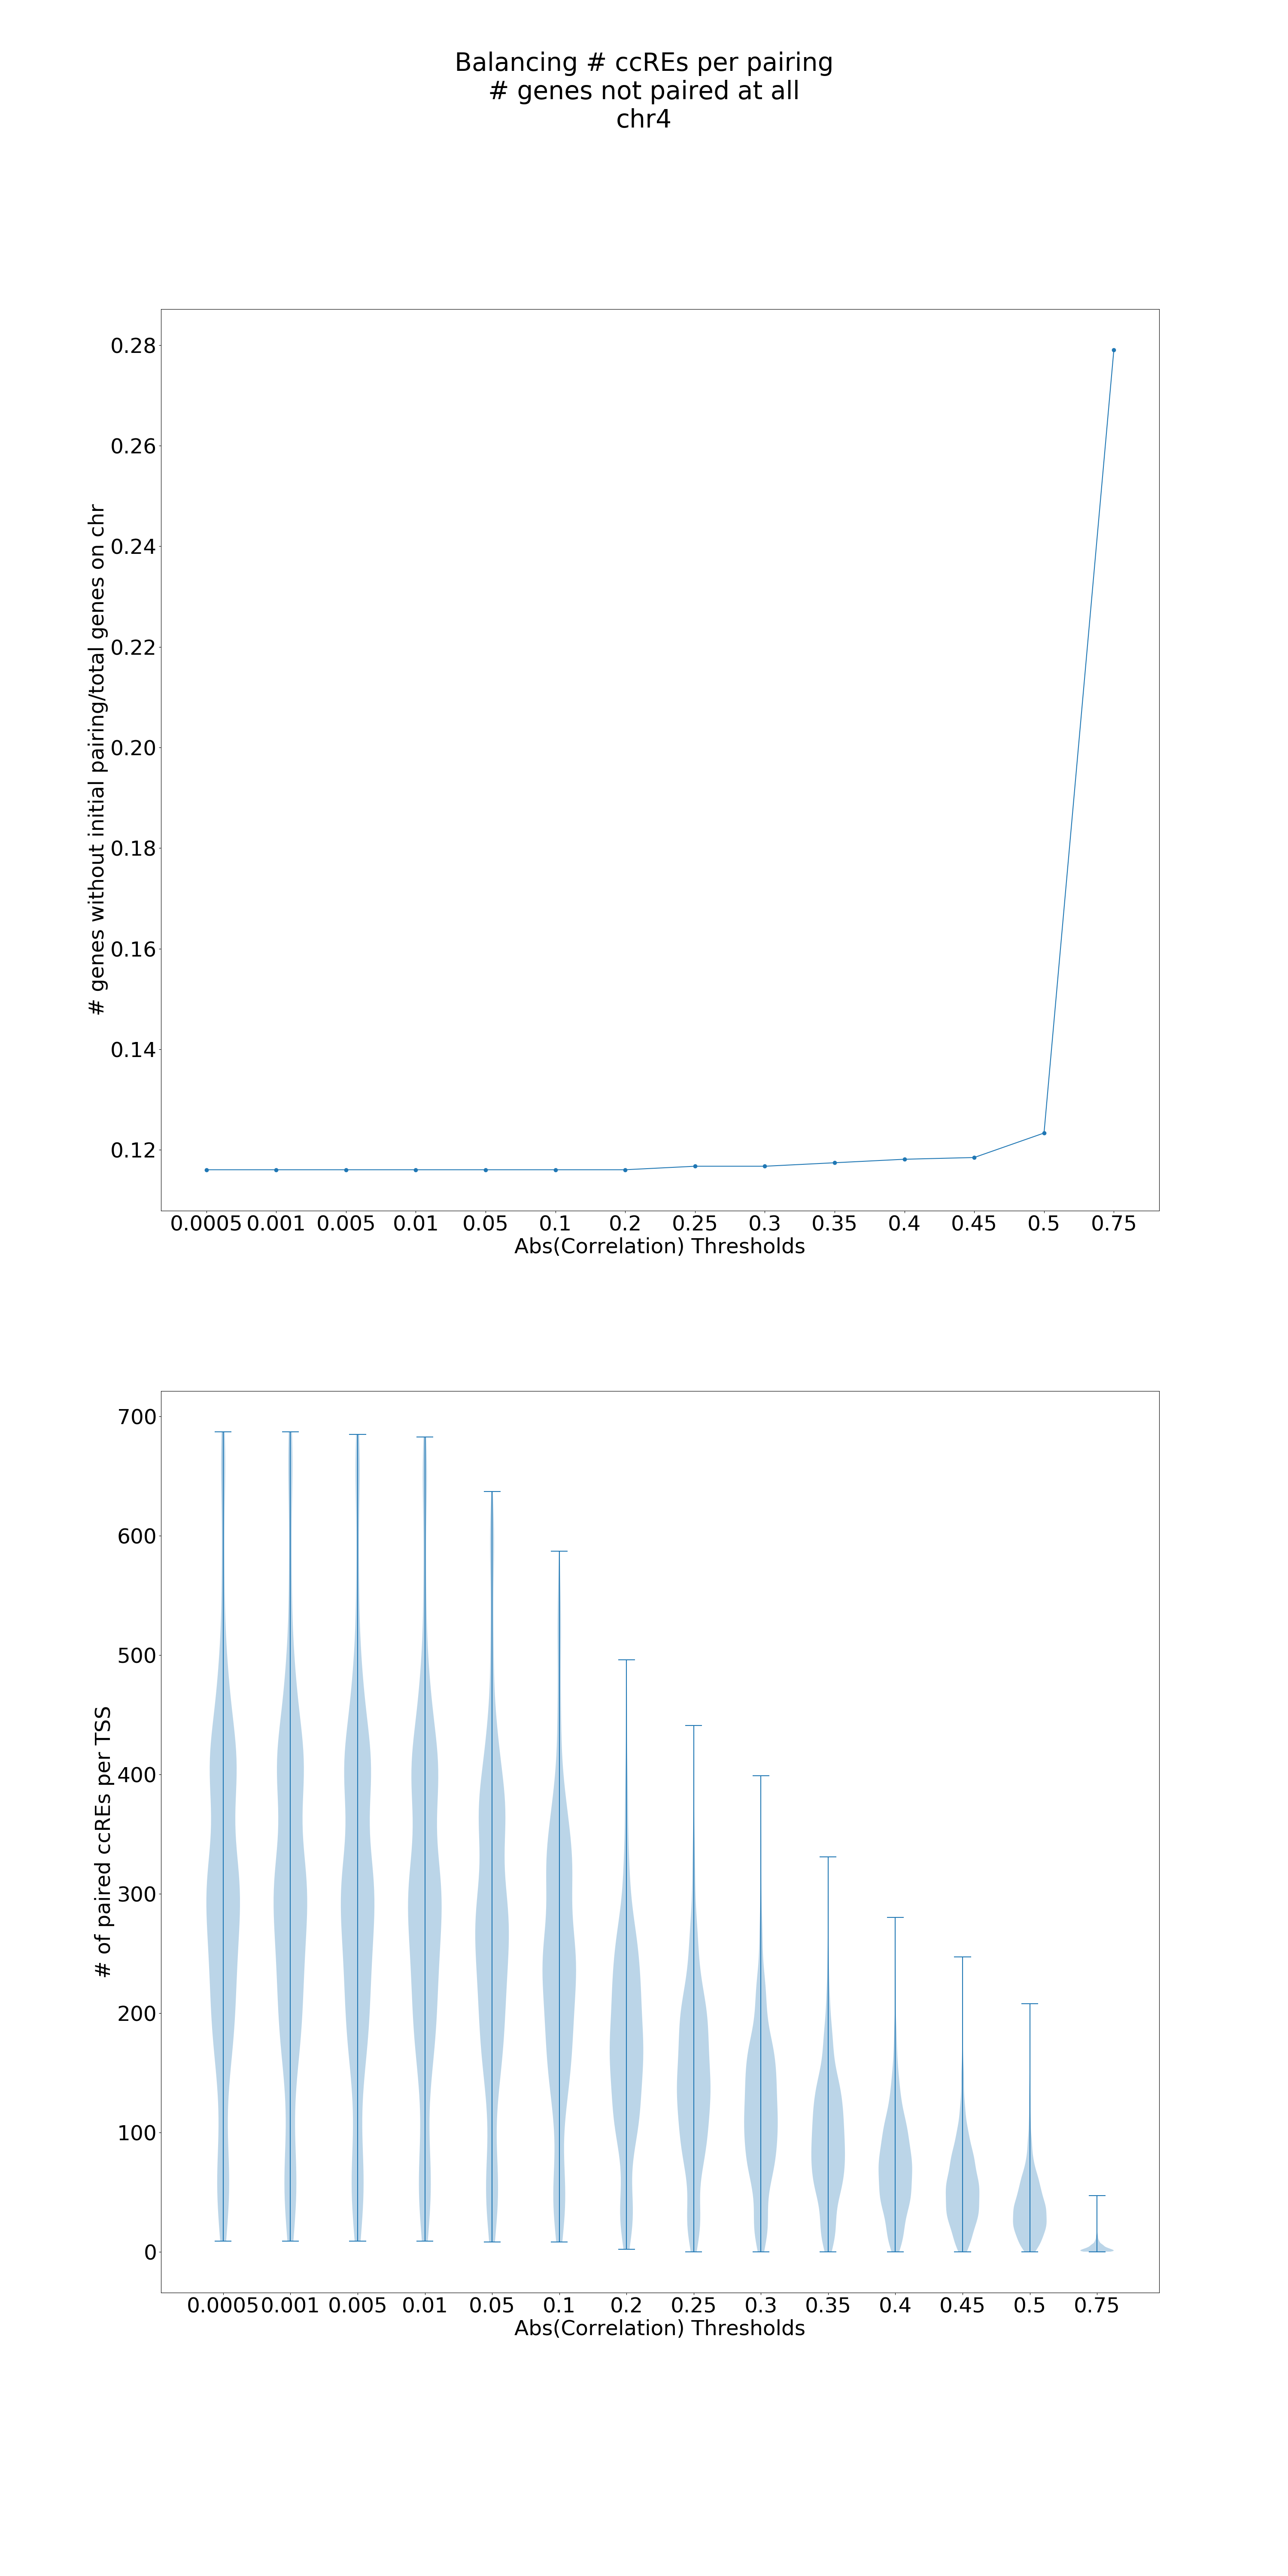 Balancing # ccREs per pairing
# genes not paired at all
chr4
# genes without initial pairing/total genes on chr
0.28
0.26
0.24
0.22
0.20
0.18
0.16
0.14
0.12
0.0005 0.001 0.005 0.01 0.05 0.1 0.2 0.25 0.3 0.35 0.4 0.45 0.5 0.75
Abs(Correlation) Thresholds
# of paired ccREs per TSS
700
600
500
400
300
200
100
0
0.0005 0.001 0.005 0.01 0.05 0.1 0.2 0.25 0.3 0.35 0.4 0.45 0.5 0.75
Abs(Correlation) Thresholds